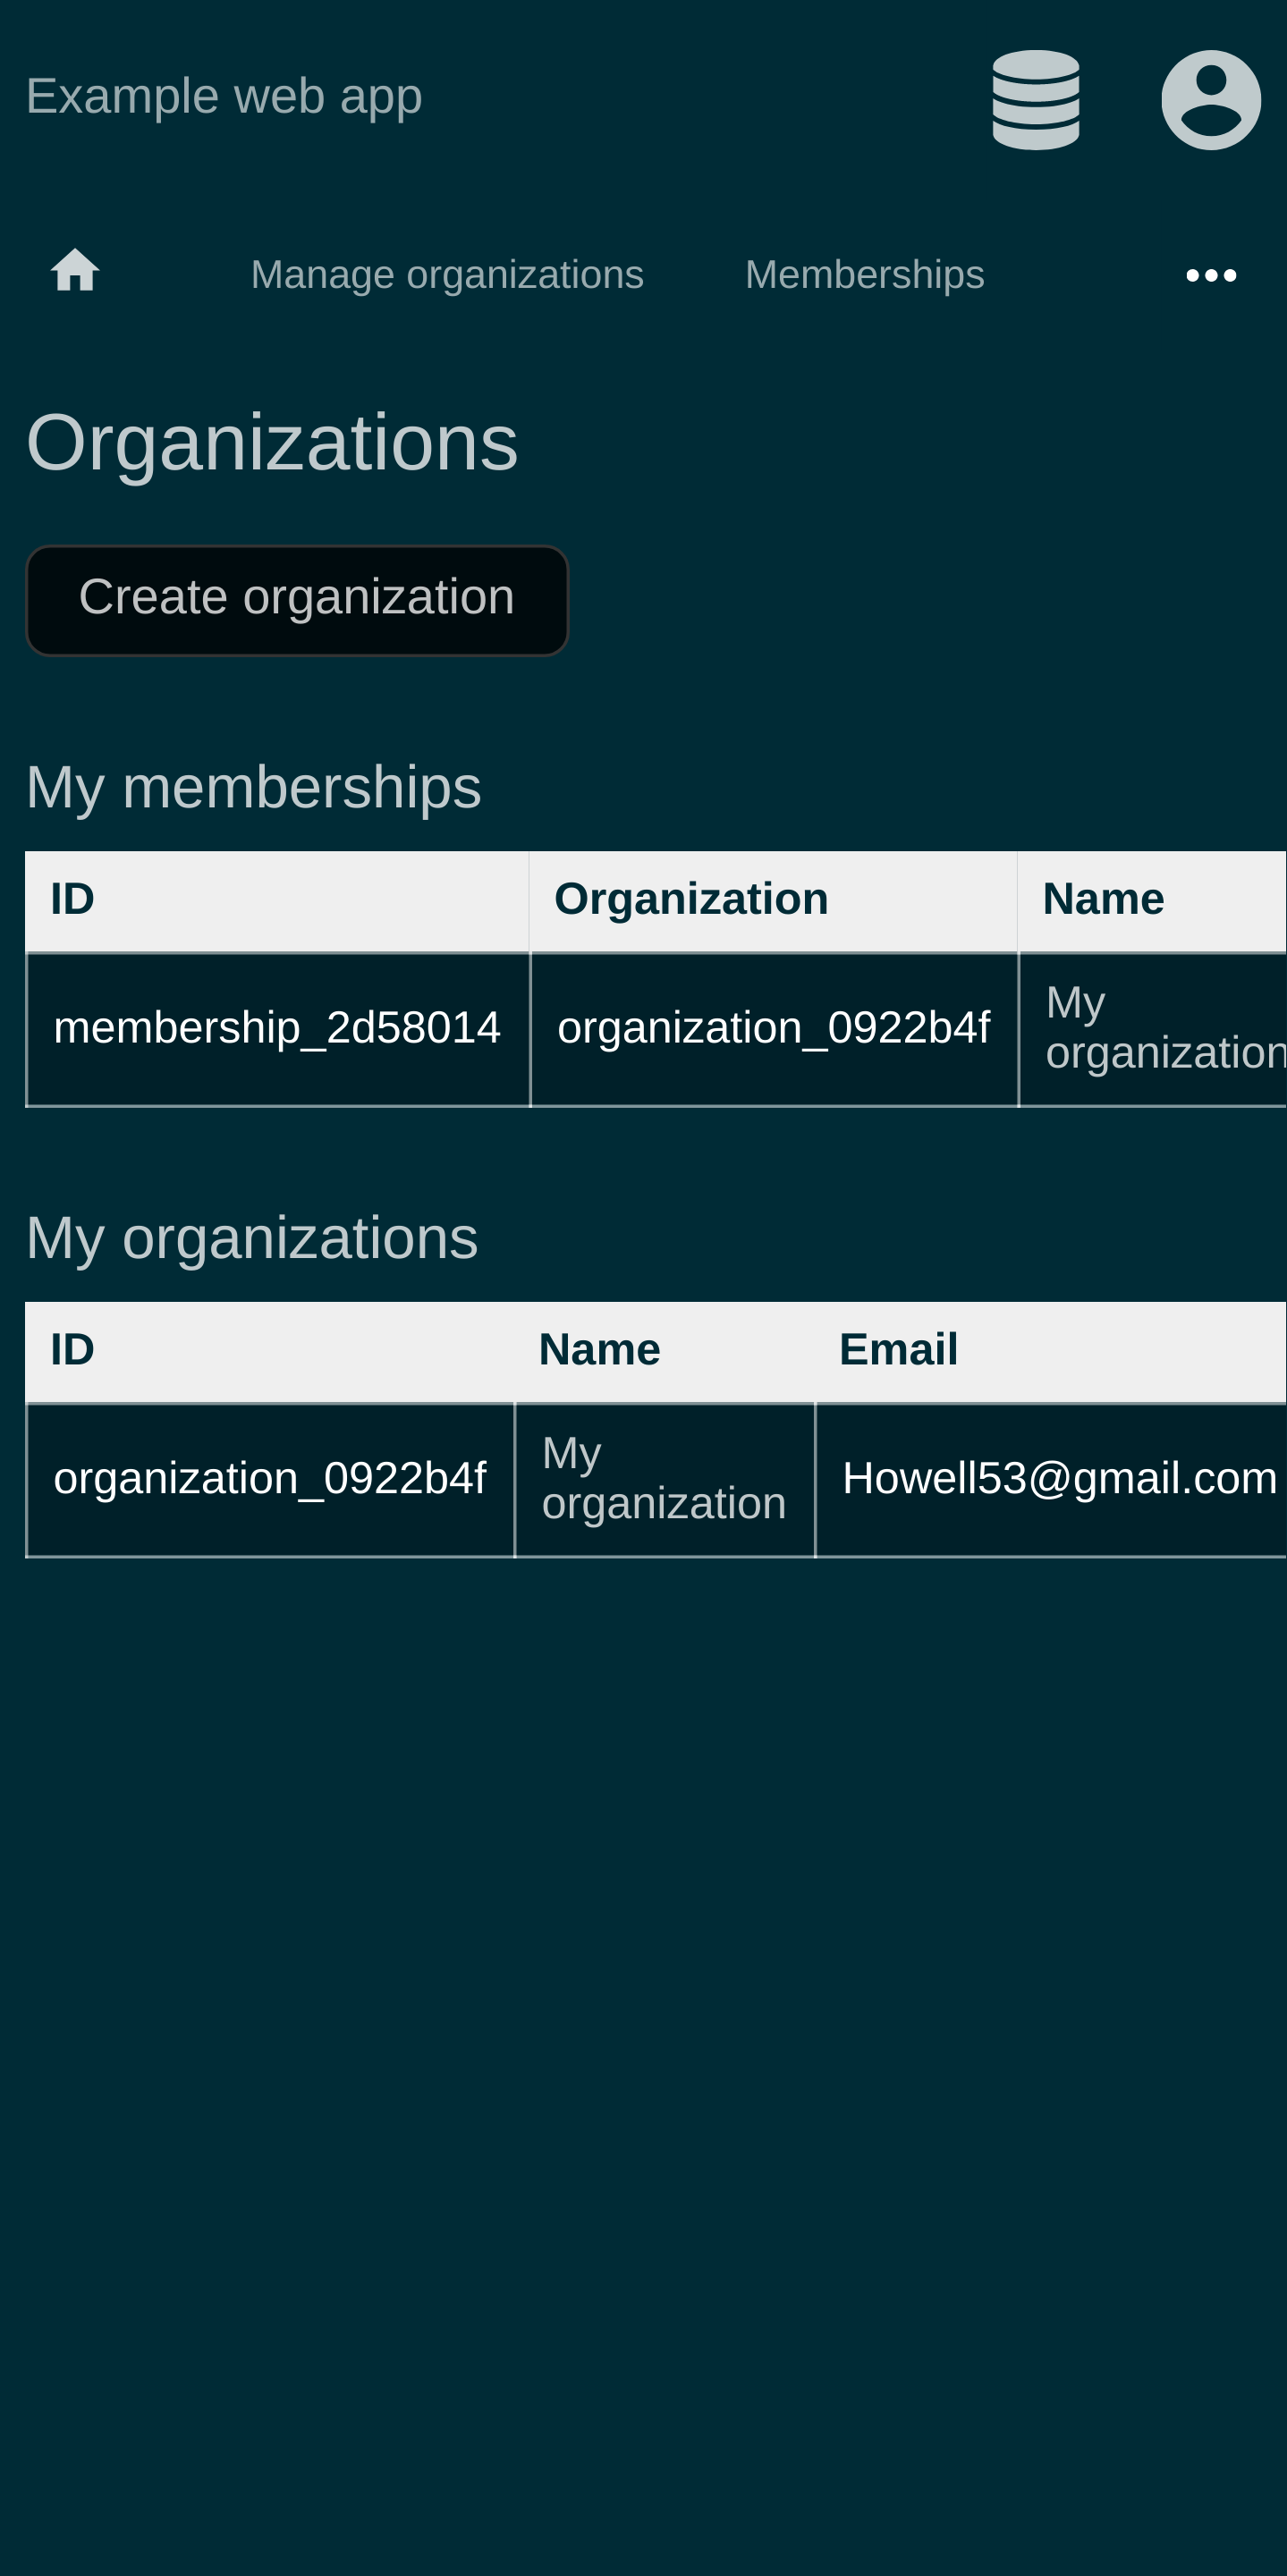 Example web app
Manage organizations Memberships
Organizations
Create organization
My memberships
ID Organization Name
membership_2d58014 organization_0922b4f My
organization
My organizations
ID Name Email
organization_0922b4f My
organization Howell53@gmail.com